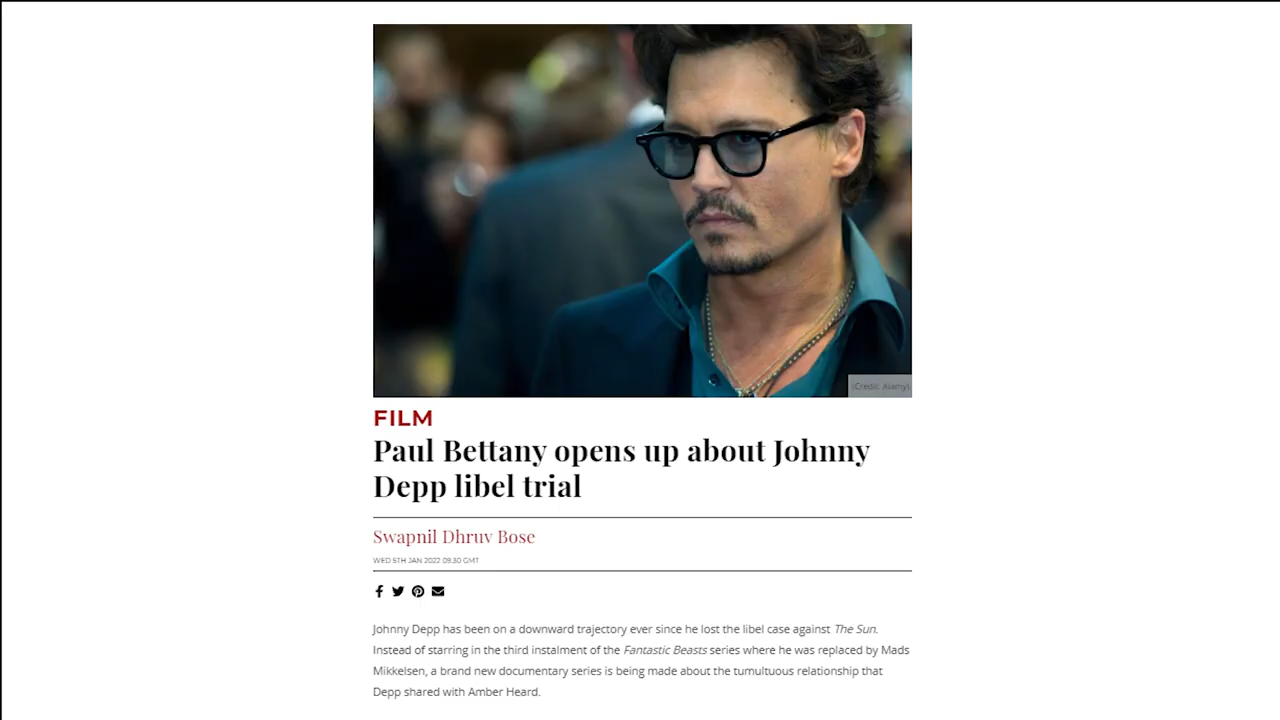 (Credit: Alamy)
FILM
Paul Bettany opens up about Johnny
Depp libel trial
Swapnil Dhruv Bose
WED 5TH JAN 2022 09.30 GMT
Johnny Depp has been on a downward trajectory ever since he lost the libel case against The Sun.
Instead of starring in the third instalment of the Fantastic Beasts series where he was replaced by Mads
Mikkelsen, a brand new documentary series is being made about the tumultuous relationship that
Depp shared with Amber Heard.